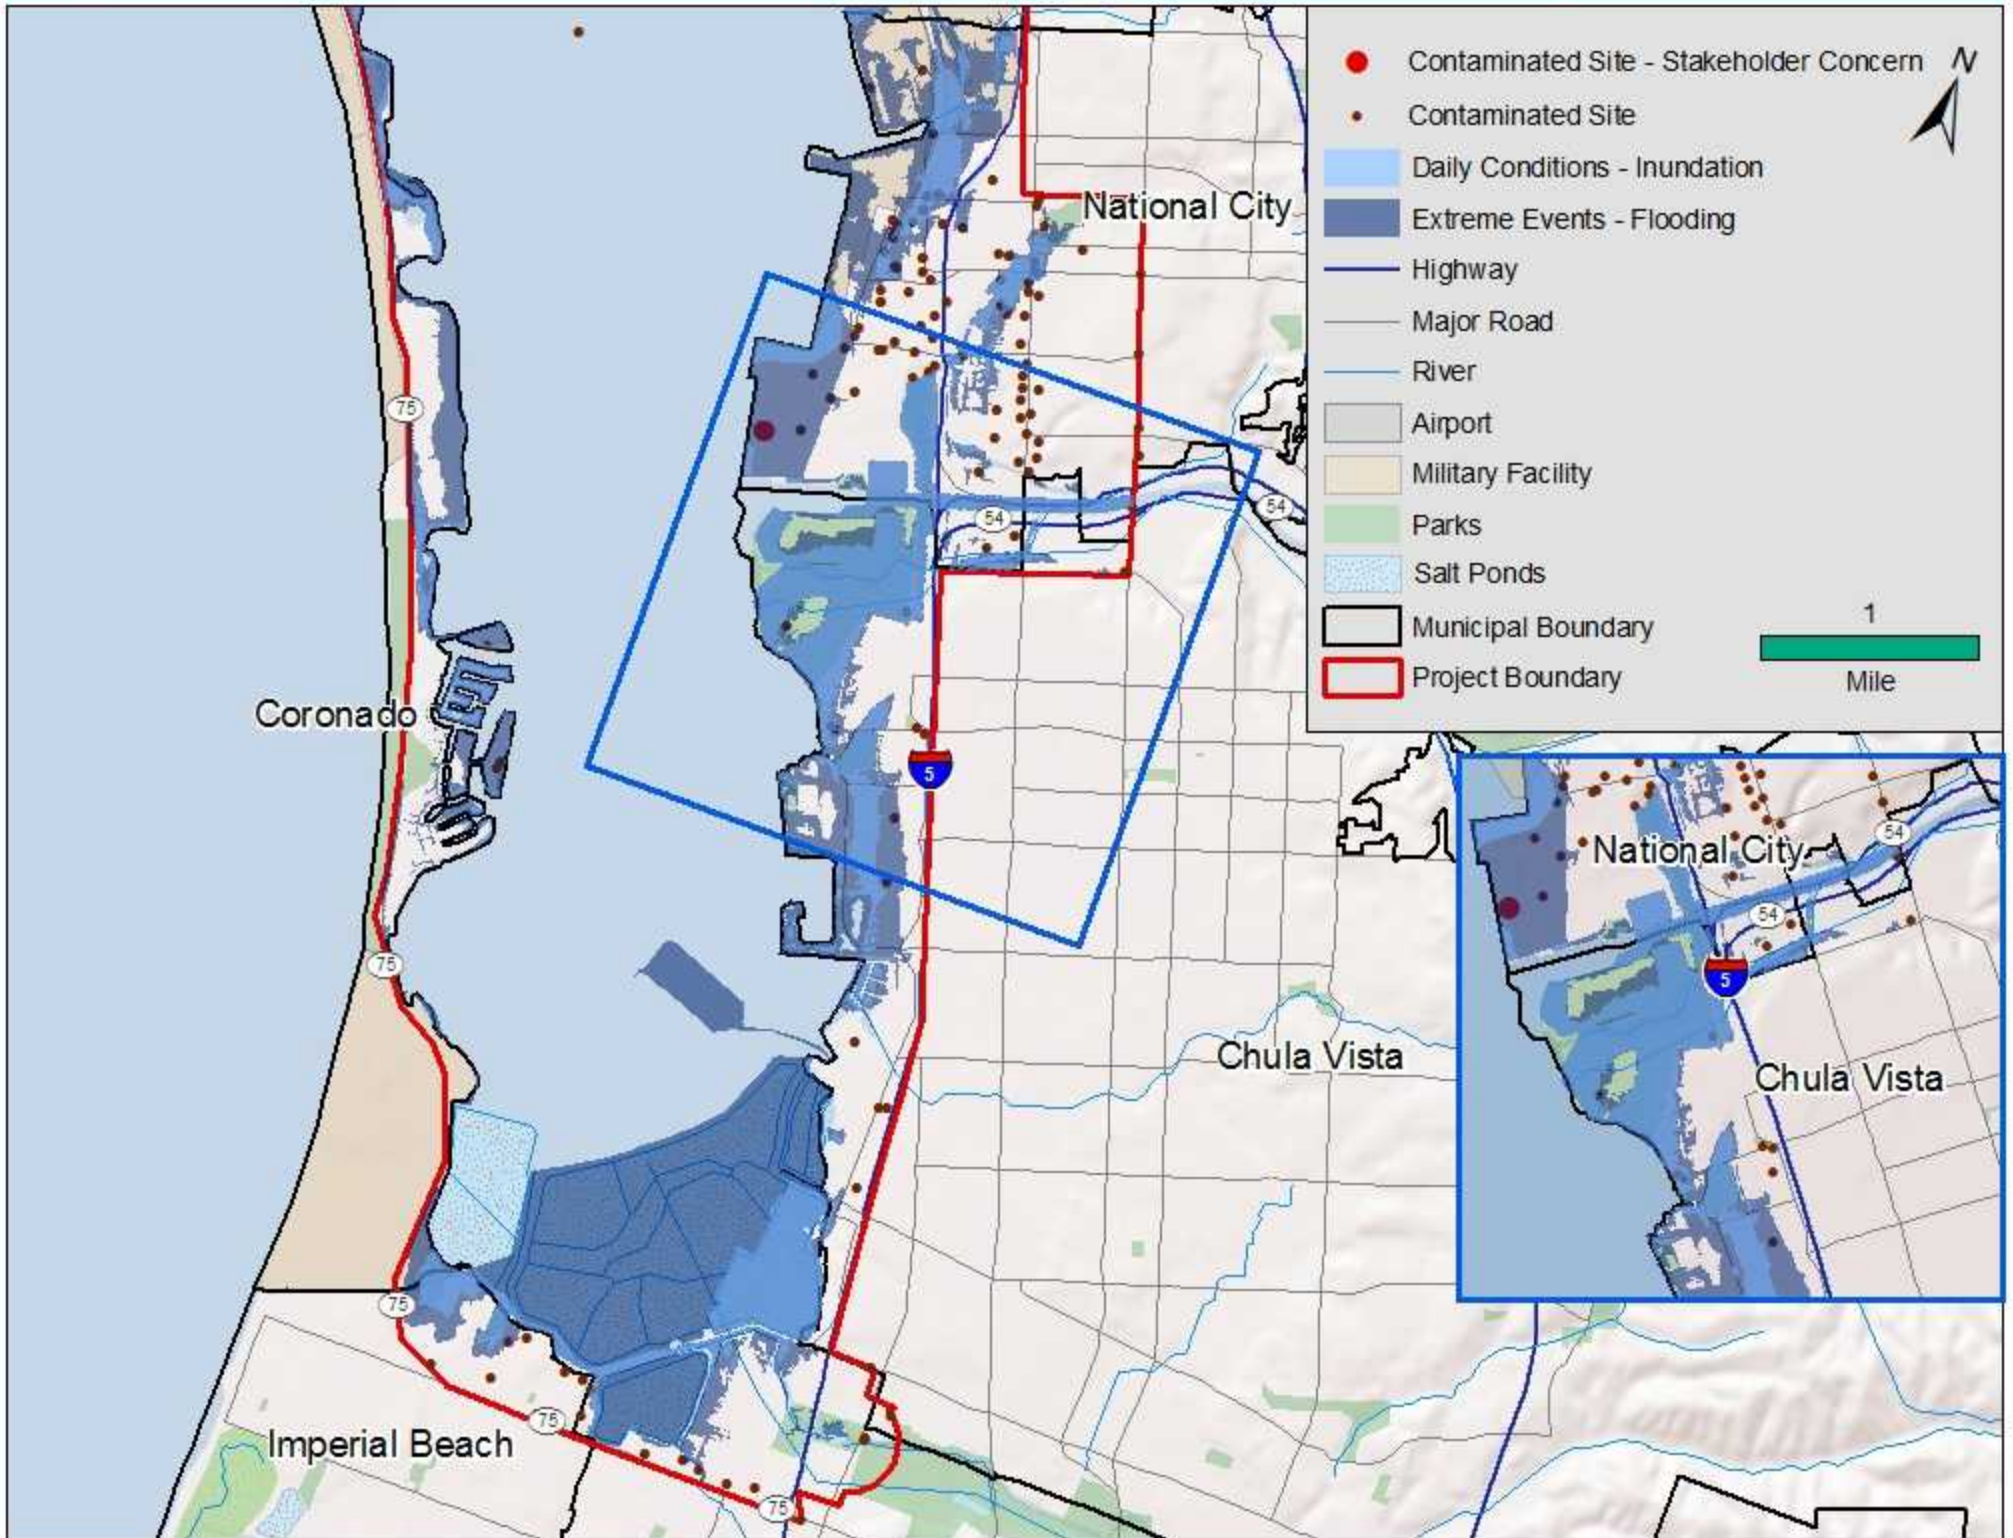 Contaminated Site - Stakeholder Concern
N
Contaminated Site
Daily Conditions - Inundation
Extreme Events - Flooding
Highway
Major Road
River
Airport
Military Facility
Parks
Salt Ponds
Municipal Boundary
Project Boundary
1
Mile
National City
75
54
54
Coronado
5
75
Chula Vista
75
75
Imperial Beach
75
National City
54
54
5
Chula Vista